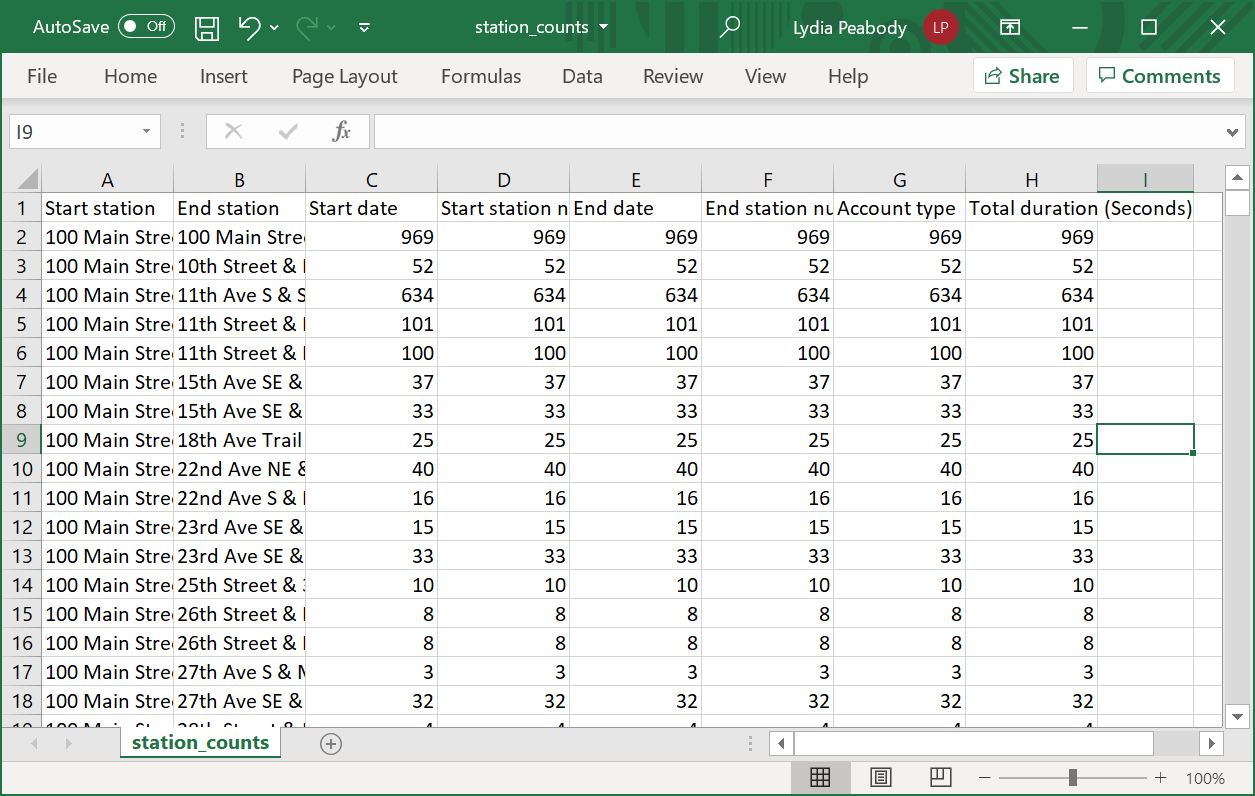 AutoSave Off station_counts Lydia Peabody LP
File Home Insert Page Layout Formulas Data Review View Help Share Comments
I9 fx
A B C D E F G H I
1 Start station End station Start date Start station n End date End station nu Account type Total duration (Seconds)
2 100 Main Stre 100 Main Stre 969 969 969 969 969 969
3 100 Main Stre 10th Street & 52 52 52 52 52 52
4 100 Main Stre 11th Ave S & S 634 634 634 634 634 634
5 100 Main Stre 11th Street & 101 101 101 101 101 101
6 100 Main Stre 11th Street & 100 100 100 100 100 100
7 100 Main Stre 15th Ave SE & 37 37 37 37 37 37
8 100 Main Stre 15th Ave SE & 33 33 33 33 33 33
9 100 Main Stre 18th Ave Trail 25 25 25 25 25 25
10 100 Main Stre 22nd Ave NE & 40 40 40 40 40 40
11 100 Main Stre 22nd Ave S & 16 16 16 16 16 16
12 100 Main Stre 23rd Ave SE & 15 15 15 15 15 15
13 100 Main Stre 23rd Ave SE & 33 33 33 33 33 33
14 100 Main Stre 25th Street & 10 10 10 10 10 10
15 100 Main Stre 26th Street & 8 8 8 8 8 8
16 100 Main Stre 26th Street & 8 8 8 8 8 8
17 100 Main Stre 27th Ave S & 3 3 3 3 3 3
18 100 Main Stre 27th Ave SE & 32 32 32 32 32 32
station_counts
100%